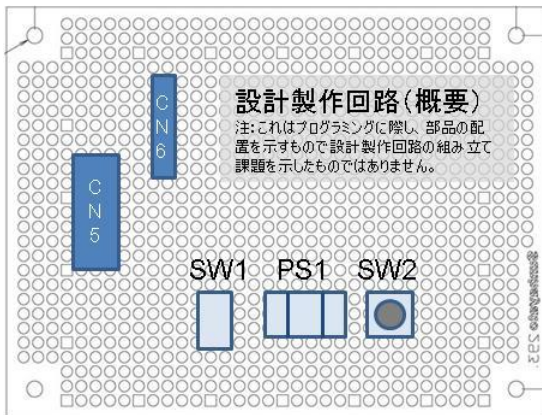 設計製作回路(概要)
注:これはプログラミングに際し、部品の配
置を示すもので設計製作回路の組み立て
課題を示したものではありません。
CN6
CN5
SW1 PS1 SW2